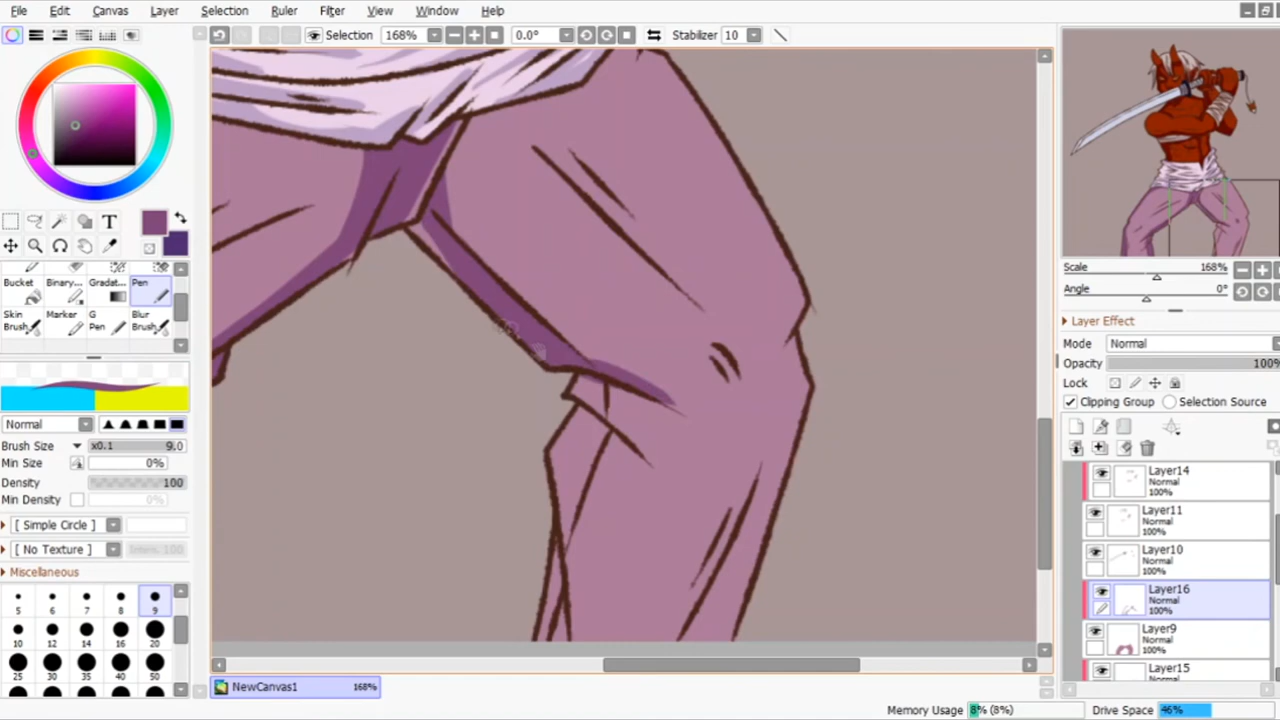 File Edit Canvas Layer Selection Ruler Filter View Window Help
Selection 168% 0.0° Stabilizer 10
T
Bucket Binary... Gradat... Pen
Skin Brush Marker G Pen Blur Brush
Normal
Brush Size x0.1 9.0
Min Size 0%
Density 100
Min Density 0%
[ Simple Circle ]
[ No Texture ] Intens. 100
Miscellaneous
5 6 7 8 9
10 12 14 16 20
25 30 35 40 50
NewCanvas1 168%
Scale 168%
Angle 0°
Layer Effect
Mode Normal
Opacity 100%
Lock
Clipping Group Selection Source
Layer14
Normal
100%
Layer11
Normal
100%
Layer10
Normal
100%
Layer16
Normal
100%
Layer9
Normal
100%
Layer15
Normal
Memory Usage 8% (8%) Drive Space 46%